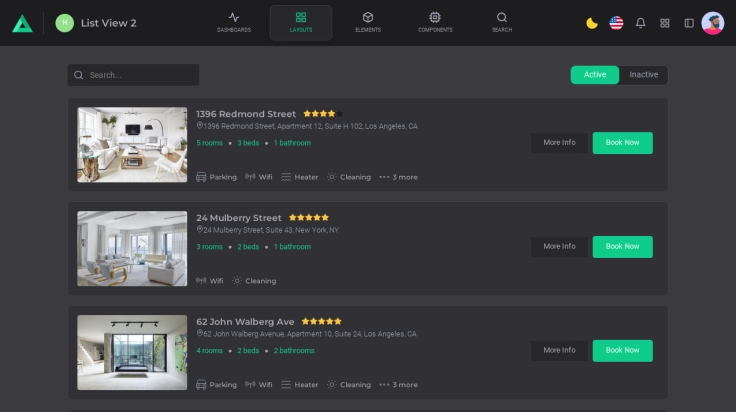 H
List View 2
DASHBOARDS
LAYOUTS
ELEMENTS
COMPONENTS
SEARCH
Search...
Active
Inactive
1396 Redmond Street
1396 Redmond Street, Apartment 12, Suite H 102, Los Angeles, CA
5 rooms • 3 beds • 1 bathroom
More Info
Book Now
Parking Wifi Heater Cleaning ••• 3 more
24 Mulberry Street
24 Mulberry Street, Suite 43, New York, NY
3 rooms • 2 beds • 1 bathroom
More Info
Book Now
Wifi Cleaning
62 John Walberg Ave
62 John Walberg Avenue, Apartment 10, Suite 24, Los Angeles, CA
4 rooms • 2 beds • 2 bathrooms
More Info
Book Now
Parking Wifi Heater Cleaning ••• 3 more